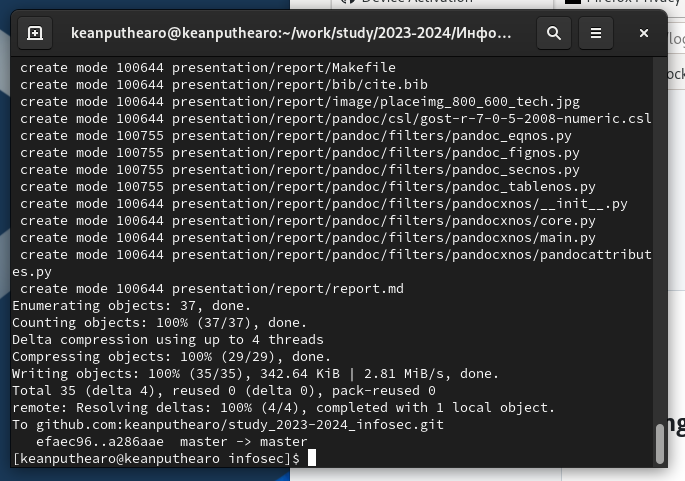 Device Activation
Firefox Privacy
keanputhearo@keanputhearo:~/work/study/2023-2024/Инфо...
create mode 100644 presentation/report/Makefile
create mode 100644 presentation/report/bib/cite.bib
create mode 100644 presentation/report/image/placeimg_800_600_tech.jpg
create mode 100644 presentation/report/pandoc/csl/gost-r-7-0-5-2008-numeric.csl
create mode 100755 presentation/report/pandoc/filters/pandoc_eqnos.py
create mode 100755 presentation/report/pandoc/filters/pandoc_fignos.py
create mode 100755 presentation/report/pandoc/filters/pandoc_secnos.py
create mode 100755 presentation/report/pandoc/filters/pandoc_tablenos.py
create mode 100644 presentation/report/pandoc/filters/pandocxnos/__init__.py
create mode 100644 presentation/report/pandoc/filters/pandocxnos/core.py
create mode 100644 presentation/report/pandoc/filters/pandocxnos/main.py
create mode 100644 presentation/report/pandoc/filters/pandocxnos/pandocattribut
es.py
create mode 100644 presentation/report/report.md
Enumerating objects: 37, done.
Counting objects: 100% (37/37), done.
Delta compression using up to 4 threads
Compressing objects: 100% (29/29), done.
Writing objects: 100% (35/35), 342.64 KiB | 2.81 MiB/s, done.
Total 35 (delta 4), reused 0 (delta 0), pack-reused 0
remote: Resolving deltas: 100% (4/4), completed with 1 local object.
To github.com:keanputhearo/study_2023-2024_infosec.git
efaec96..a286aae master -> master
[keanputhearo@keanputhearo infosec]$